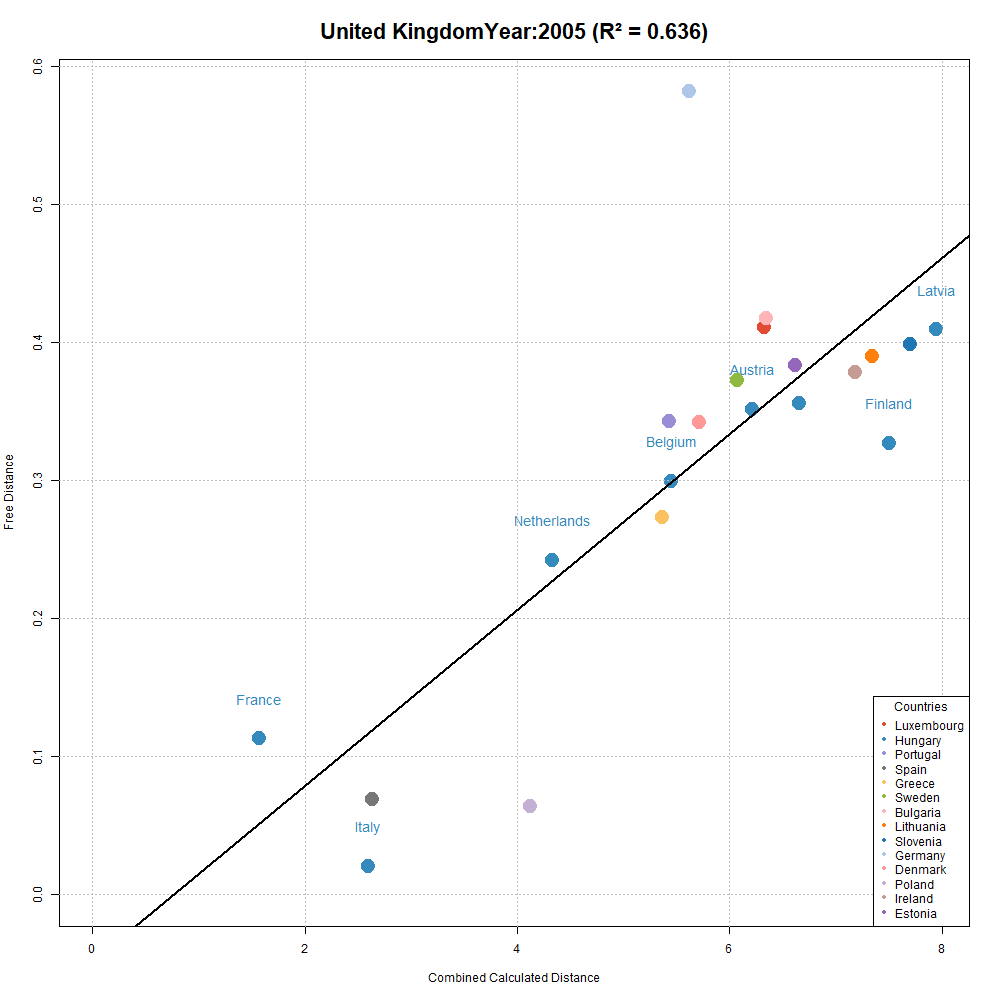 United KingdomYear:2005 (R² = 0.636)
0.6
0.5
0.4
0.3
0.2
0.1
0.0
Free Distance
Latvia
Austria
Finland
Belgium
Netherlands
France
Italy
Countries
Luxembourg
Hungary
Portugal
Spain
Greece
Sweden
Bulgaria
Lithuania
Slovenia
Germany
Denmark
Poland
Ireland
Estonia
0 2 4 6 8
Combined Calculated Distance